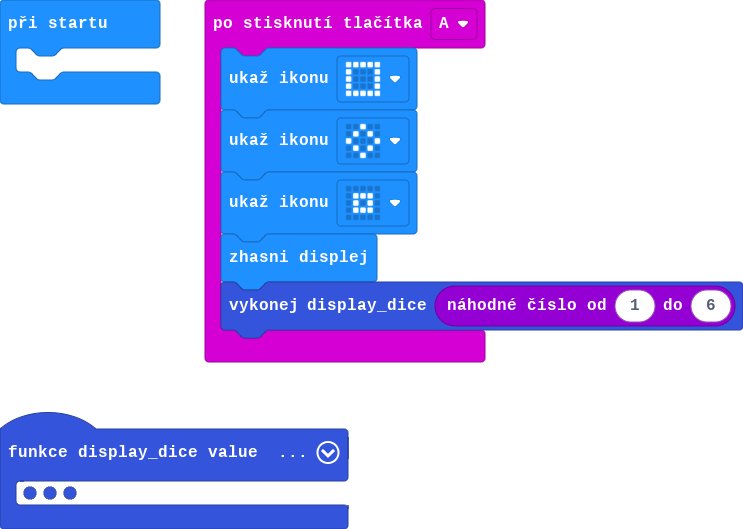 při startu
po stisknutí tlačítka A
ukaž ikonu
ukaž ikonu
ukaž ikonu
zhasni displej
vykonej display_dice náhodné číslo od 1 do 6
funkce display_dice value ...